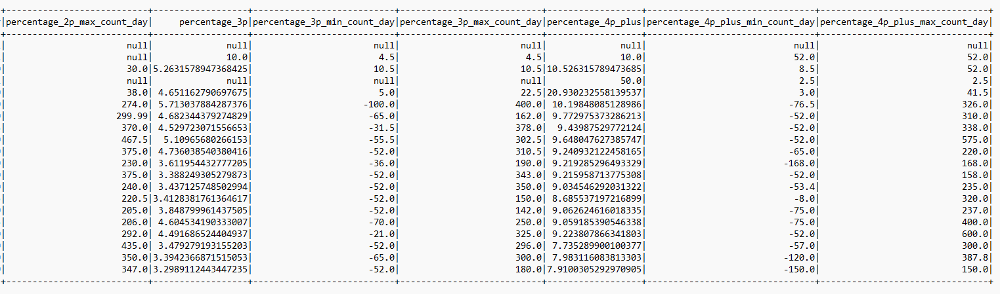 +----------------------------+------------------+--------------------------+--------------------------+------------------+---------------------------------+--------------------------------+
|percentage_2p_max_count_day| percentage_3p|percentage_3p_min_count_day|percentage_3p_max_count_day|percentage_4p_plus|percentage_4p_plus_min_count_day|percentage_4p_plus_max_count_day|
+----------------------------+------------------+--------------------------+--------------------------+------------------+---------------------------------+--------------------------------+
| null| null| null| null| null| null| null|
| null| 10.0| 4.5| 4.5| 10.0| 52.0| 52.0|
| 30.0|5.2631578947368425| 10.5| 10.5|10.526315789473685| 8.5| 52.0|
| null| null| null| null| 50.0| 2.5| 2.5|
| 38.0| 4.651162790697675| 5.0| 22.5|20.930232558139537| 3.0| 41.5|
| 274.0| 5.713037884287376| -100.0| 400.0| 10.19848085128986| -76.5| 326.0|
| 299.99| 4.682344379274829| -65.0| 162.0| 9.772975373286213| -52.0| 310.0|
| 370.0| 4.529723071556653| -31.5| 378.0| 9.43987529772124| -52.0| 338.0|
| 467.5| 5.10965680266153| -55.5| 302.5| 9.648047627385747| -52.0| 575.0|
| 375.0| 4.736038540380416| -52.0| 310.5| 9.240932122458165| -65.0| 220.0|
| 230.0| 3.611954432777205| -36.0| 190.0| 9.219285296493329| -168.0| 168.0|
| 375.0| 3.388249305279873| -52.0| 343.0| 9.215958713775308| -52.0| 158.0|
| 240.0| 3.437125748502994| -52.0| 350.0| 9.034546292031322| -53.4| 235.0|
| 220.5|3.4128381761364617| -52.0| 150.0| 8.685537197216899| -8.0| 320.0|
| 205.0| 3.848799961437505| -52.0| 142.0| 9.062624616018335| -75.0| 237.0|
| 206.0| 4.604534190333007| -70.0| 250.0| 9.059185390546338| -75.0| 400.0|
| 292.0| 4.491686524404937| -21.0| 325.0| 9.223807866341803| -52.0| 600.0|
| 435.0| 3.479279193155203| -52.0| 296.0| 7.735289900100377| -57.0| 300.0|
| 350.0|3.3942366871515053| -65.0| 300.0| 7.983116083813303| -120.0| 387.8|
| 347.0|3.2989112443447235| -52.0| 180.0|7.9100305292970905| -150.0| 150.0|
+----------------------------+------------------+--------------------------+--------------------------+------------------+---------------------------------+--------------------------------+